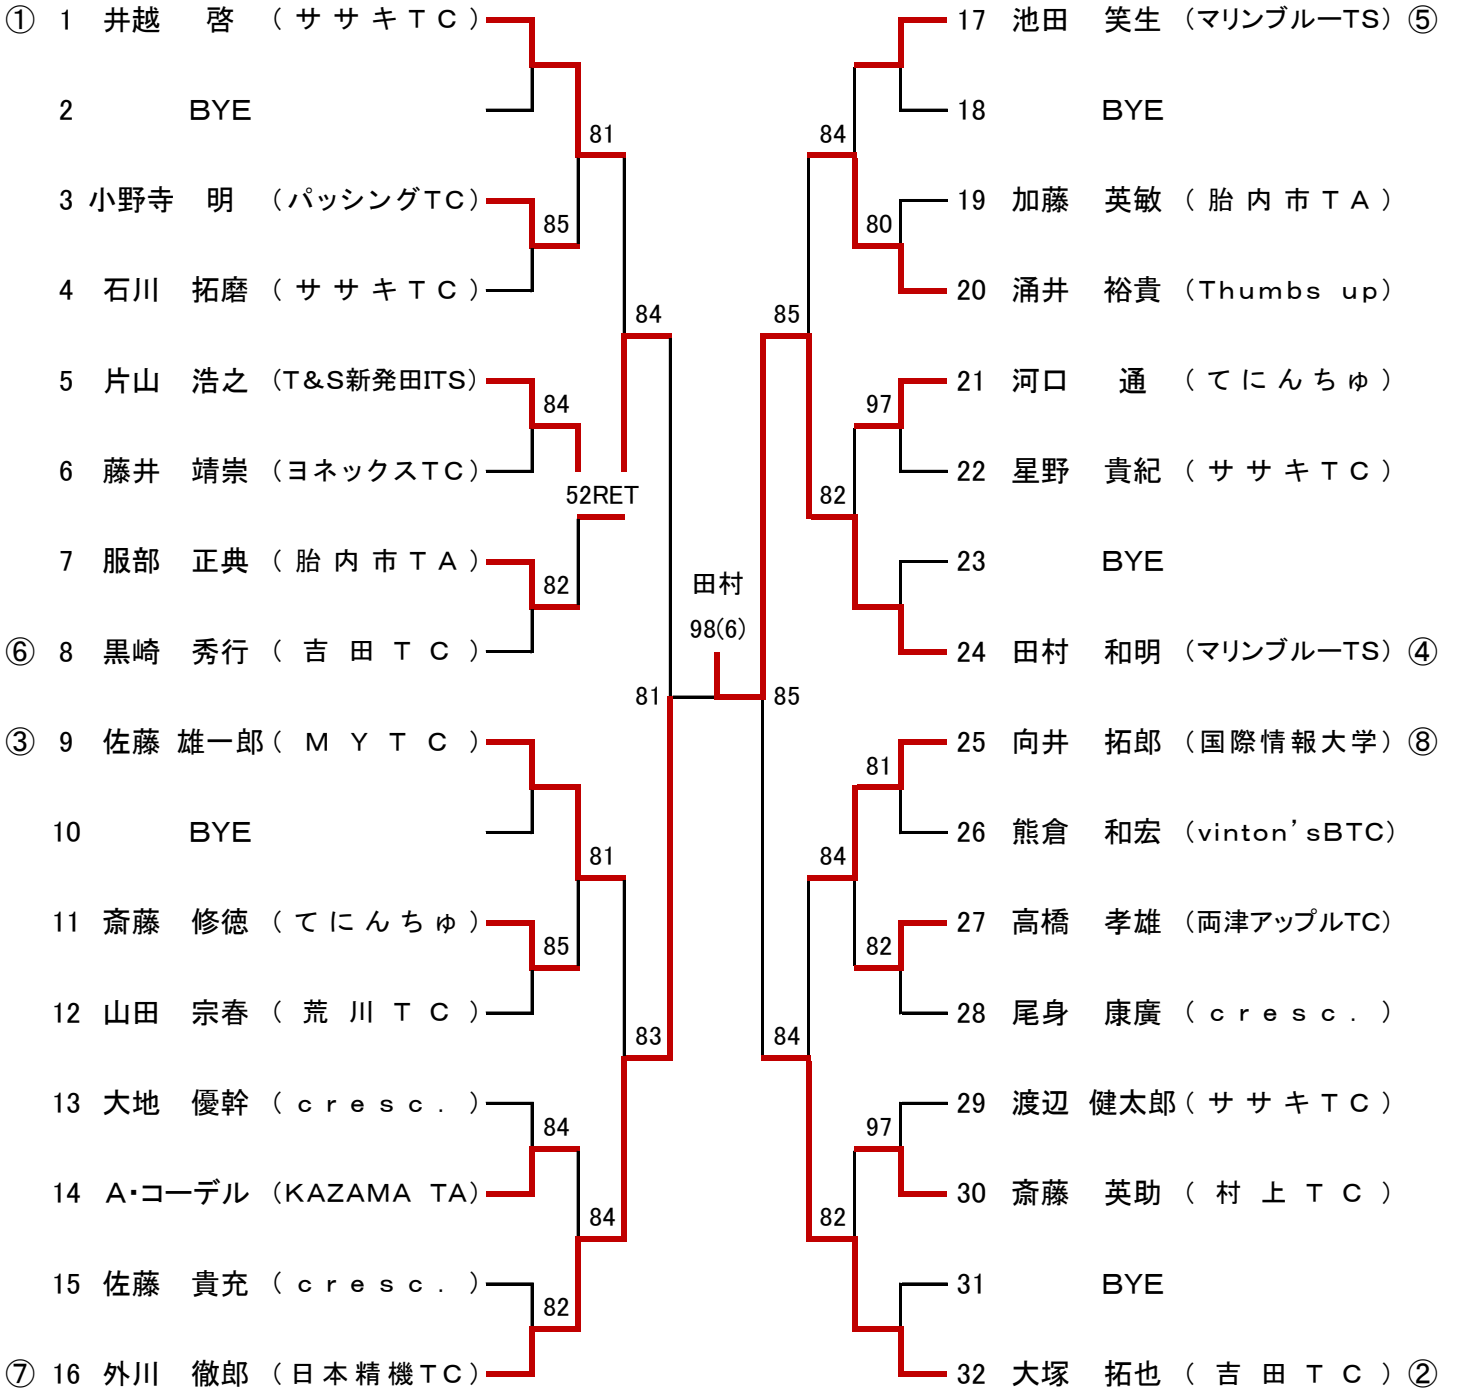 ① 1 井越 啓 (ササキTC)
2 BYE
81
3 小野寺 明 (パッシングTC)
85
4 石川 拓磨 (ササキTC)
84
5 片山 浩之 (T&S新発田ITS)
84
6 藤井 靖崇 (ヨネックスTC)
52RET
7 服部 正典 (胎内市TA)
82
⑥ 8 黒崎 秀行 (吉田TC)
81
③ 9 佐藤 雄一郎 (MYTC)
10 BYE
81
11 斎藤 修徳 (てにんちゅ)
85
12 山田 宗春 (荒川TC)
83
13 大地 優幹 (cresc.)
84
14 A・コーデル (KAZAMA TA)
84
15 佐藤 貴充 (cresc.)
82
⑦ 16 外川 徹郎 (日本精機TC)
田村
98(6)
17 池田 笑生 (マリンブルーTS) ⑤
18 BYE
84
19 加藤 英敏 (胎内市TA)
80
20 涌井 裕貴 (Thumbs up)
85
21 河口 通 (てにんちゅ)
97
22 星野 貴紀 (ササキTC)
82
23 BYE
24 田村 和明 (マリンブルーTS) ④
85
25 向井 拓郎 (国際情報大学) ⑧
81
26 熊倉 和宏 (vinton'sBTC)
84
27 高橋 孝雄 (両津アップルTC)
82
28 尾身 康廣 (cresc.)
84
29 渡辺 健太郎 (ササキTC)
97
30 斎藤 英助 (村上TC)
82
31 BYE
32 大塚 拓也 (吉田TC) ②